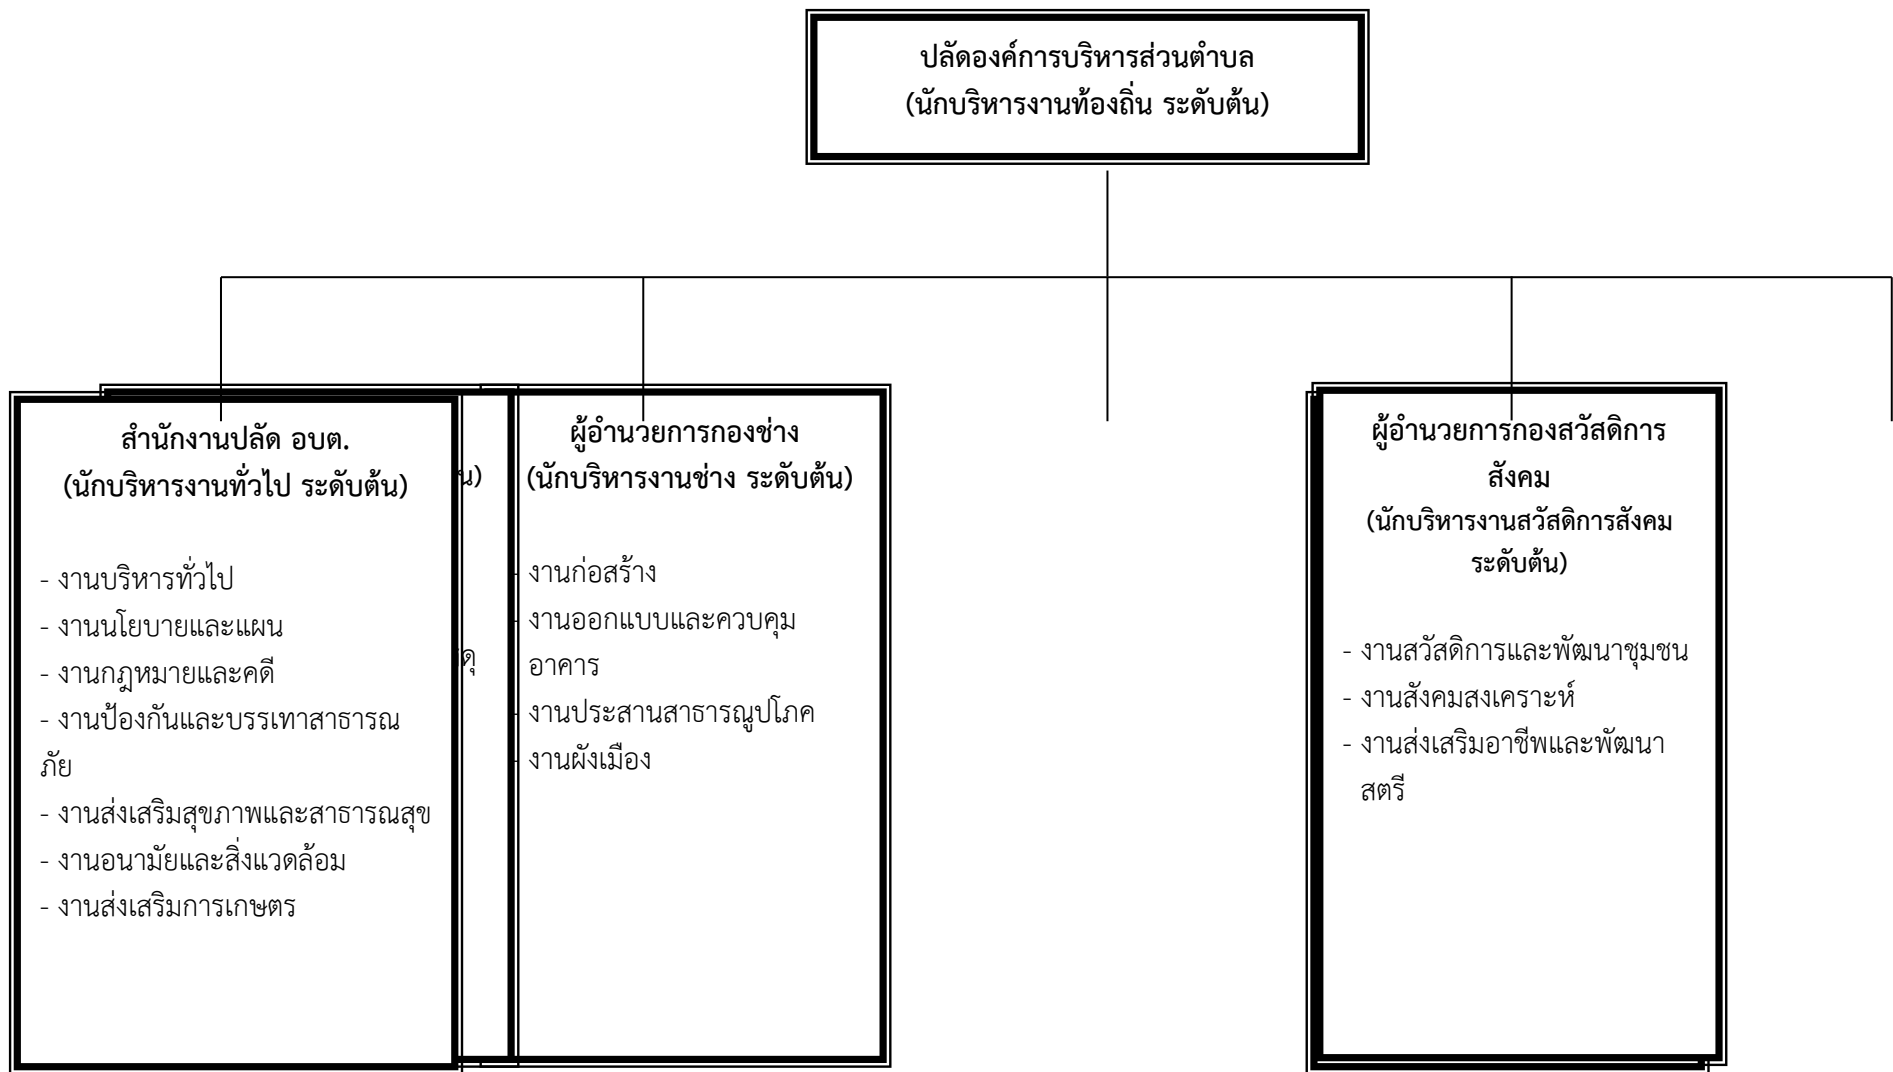 ปลัดองค์การบริหารส่วนตำบล
(นักบริหารงานท้องถิ่น ระดับต้น)
สำนักงานปลัด อบต.
(นักบริหารงานทั่วไป ระดับต้น)
- งานบริหารทั่วไป
- งานนโยบายและแผน
- งานกฎหมายและคดี
- งานป้องกันและบรรเทาสาธารณ
ภัย
- งานส่งเสริมสุขภาพและสาธารณสุข
- งานอนามัยและสิ่งแวดล้อม
- งานส่งเสริมการเกษตร
ผู้อำนวยการกองช่าง
(นักบริหารงานช่าง ระดับต้น)
- งานก่อสร้าง
- งานออกแบบและควบคุม
อาคาร
- งานประสานสาธารณูปโภค
- งานผังเมือง
ผู้อำนวยการกองสวัสดิการ
สังคม
(นักบริหารงานสวัสดิการสังคม
ระดับต้น)
- งานสวัสดิการและพัฒนาชุมชน
- งานสังคมสงเคราะห์
- งานส่งเสริมอาชีพและพัฒนา
สตรี